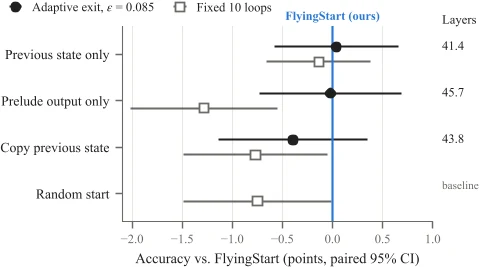 Adaptive exit, ε = 0.085 Fixed 10 loops
FlyingStart (ours)
Layers
Previous state only 41.4
Prelude output only 45.7
Copy previous state 43.8
Random start baseline
−2.0 −1.5 −1.0 −0.5 0.0 0.5 1.0
Accuracy vs. FlyingStart (points, paired 95% CI)